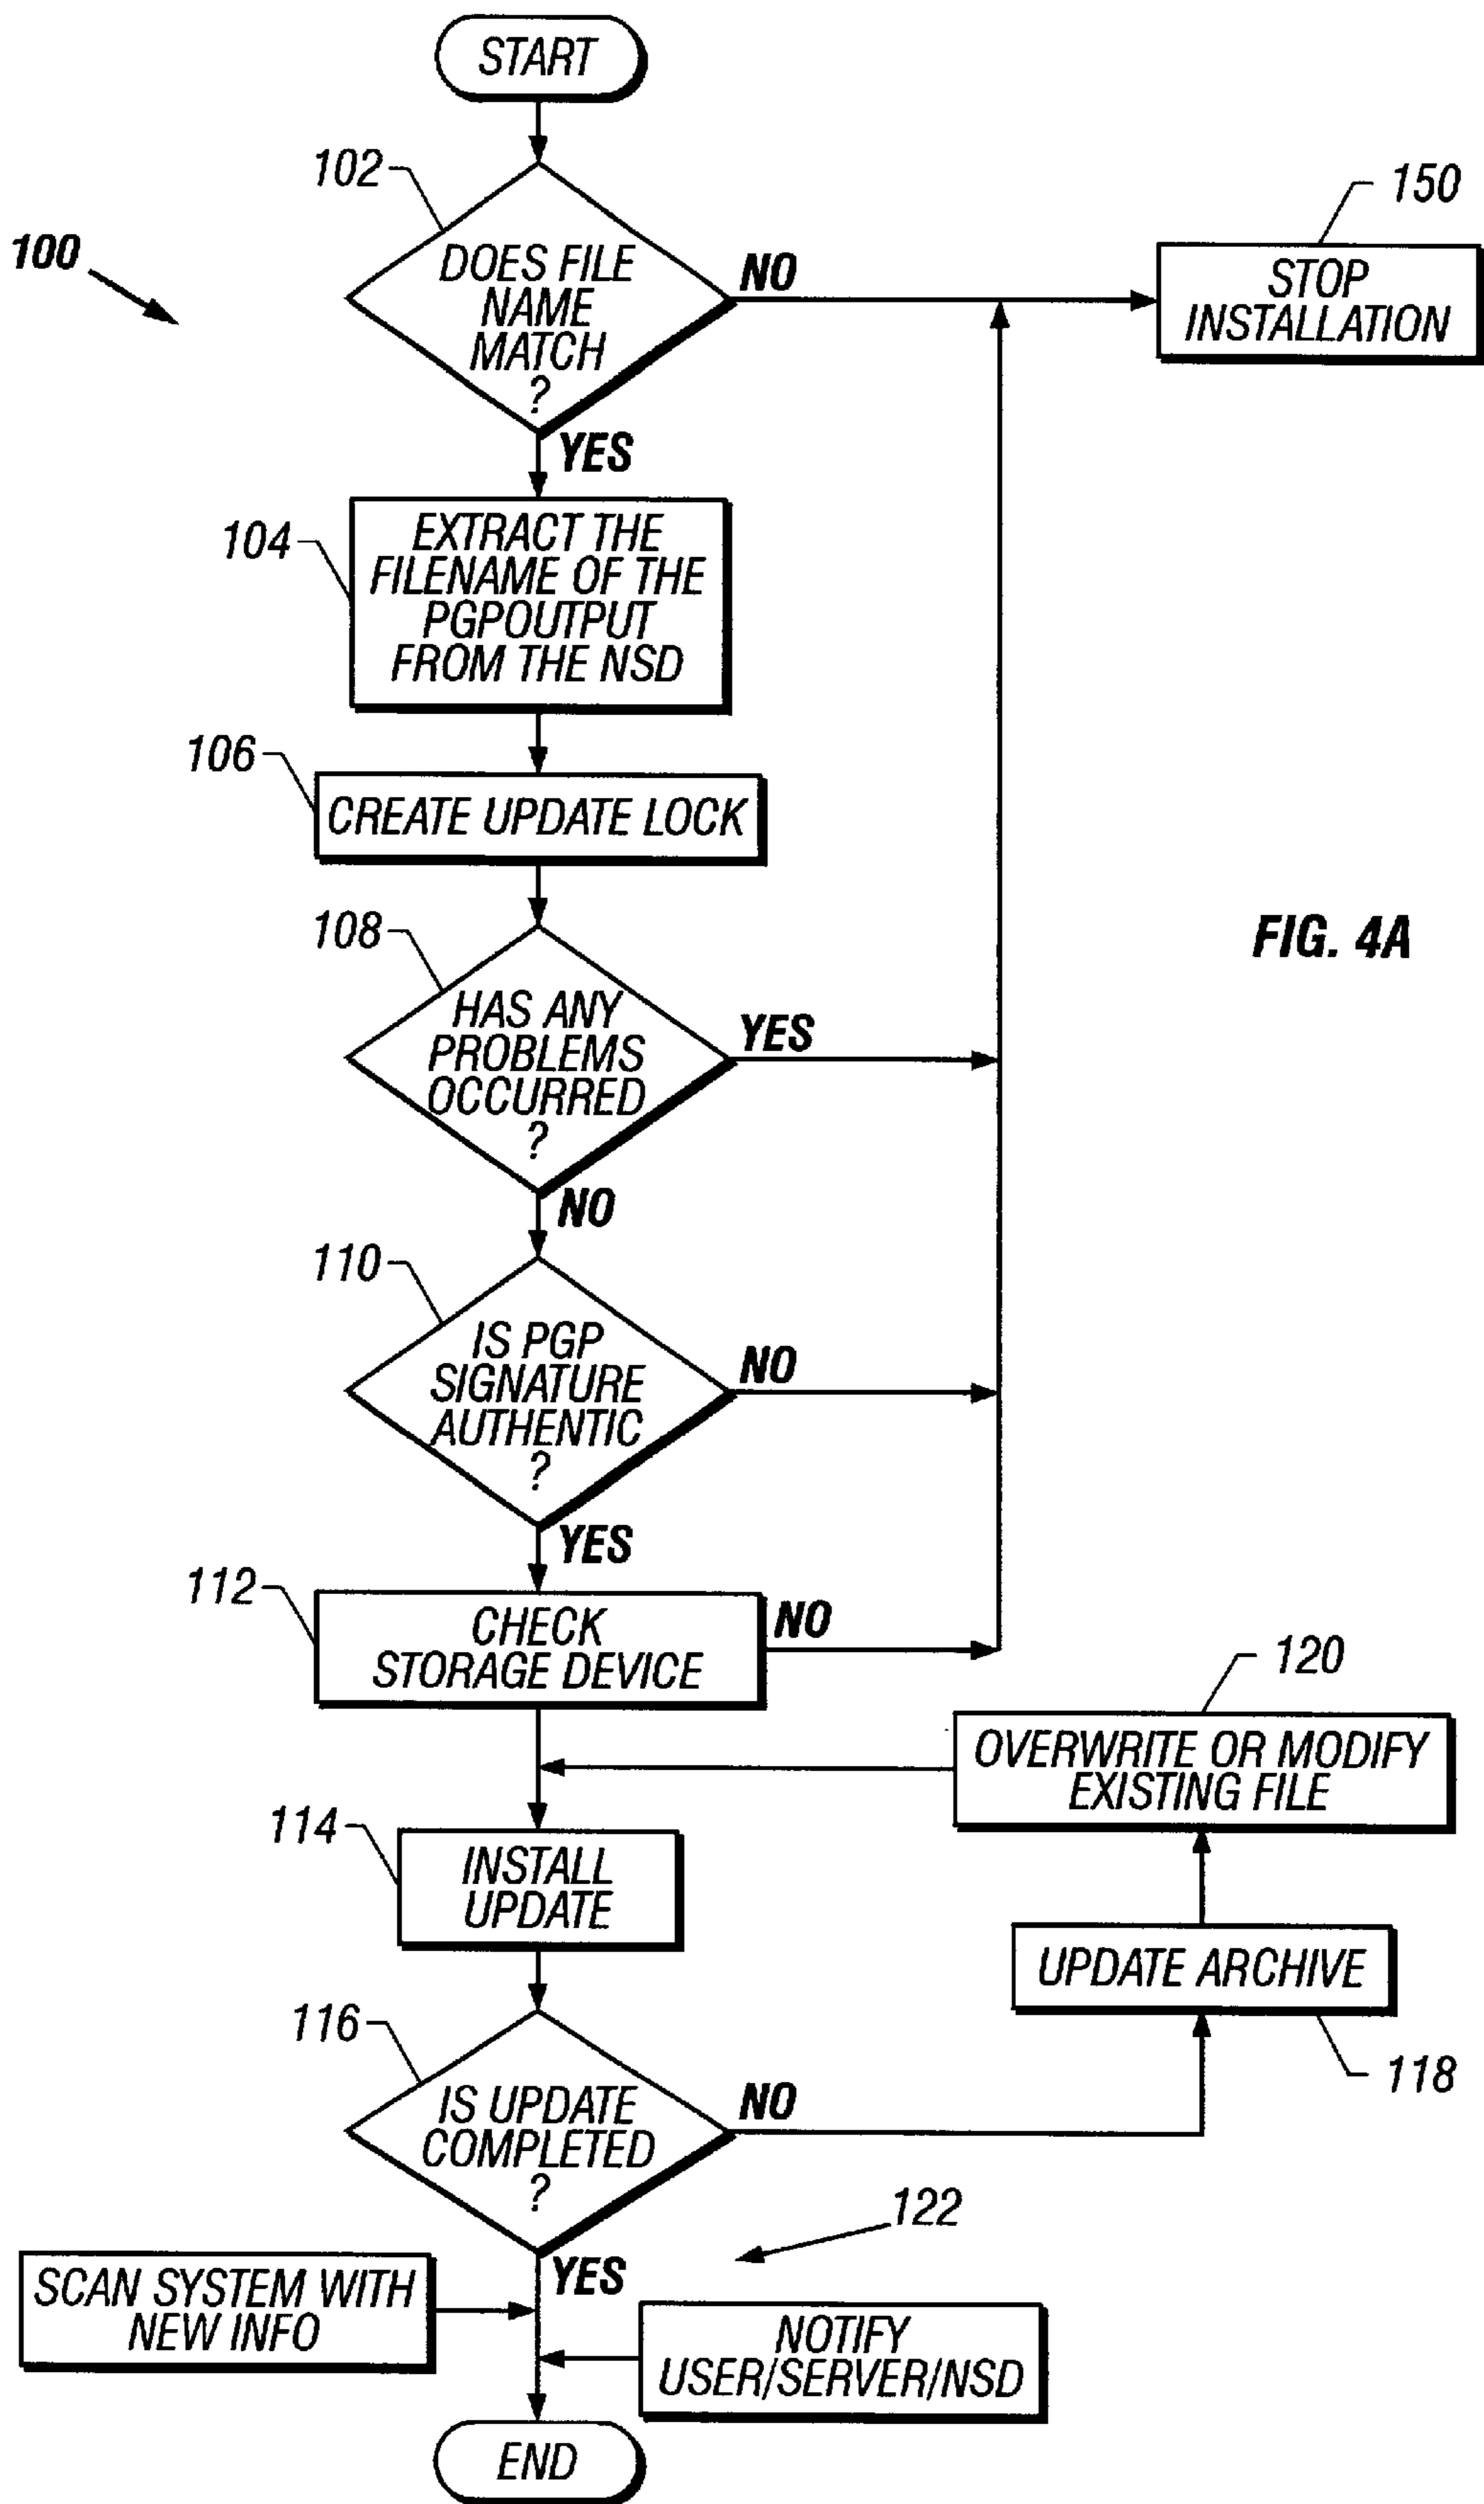 START
102
150
100
DOES FILE
NAME
MATCH
?
NO
STOP
INSTALLATION
YES
104
EXTRACT THE
FILENAME OF THE
PGPOUTPUT
FROM THE NSD
106
CREATE UPDATE LOCK
108
FIG. 4A
HAS ANY
PROBLEMS
OCCURRED
?
YES
NO
110
IS PGP
SIGNATURE
AUTHENTIC
?
NO
YES
112
CHECK
STORAGE DEVICE
NO
120
OVERWRITE OR MODIFY
EXISTING FILE
114
INSTALL
UPDATE
UPDATE ARCHIVE
118
116
IS UPDATE
COMPLETED
?
NO
122
YES
SCAN SYSTEM WITH
NEW INFO
NOTIFY
USER/SERVER/NSD
END